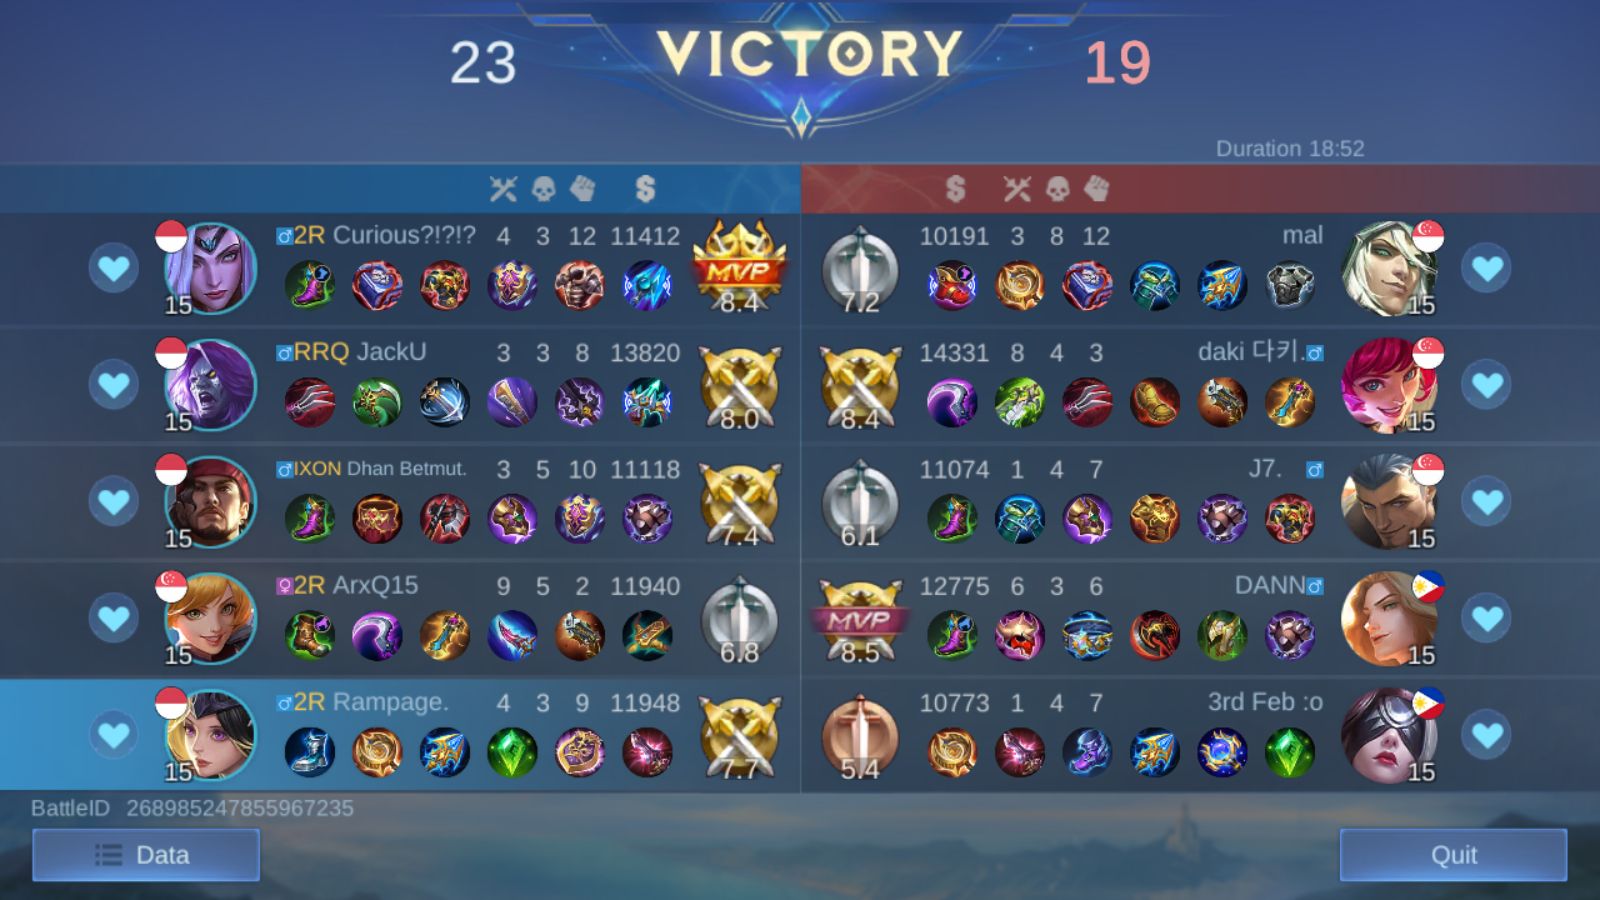 23 VICTORY 19
Duration 18:52
2R Curious?!?!? 4 3 12 11412 MVP 8.4
15
7.2 10191 3 8 12 mal
15
RRQ JackU 3 3 8 13820 8.0
15
8.4 14331 8 4 3 daki 다키.
15
IXON Dhan Betmut. 3 5 10 11118 7.4
15
6.1 11074 1 4 7 J7.
15
2R ArxQ15 9 5 2 11940 6.8
15
MVP 8.5 12775 6 3 6 DANN
15
2R Rampage. 4 3 9 11948 7.7
15
5.4 10773 1 4 7 3rd Feb :o
15
BattleID 268985247855967235
Data
Quit